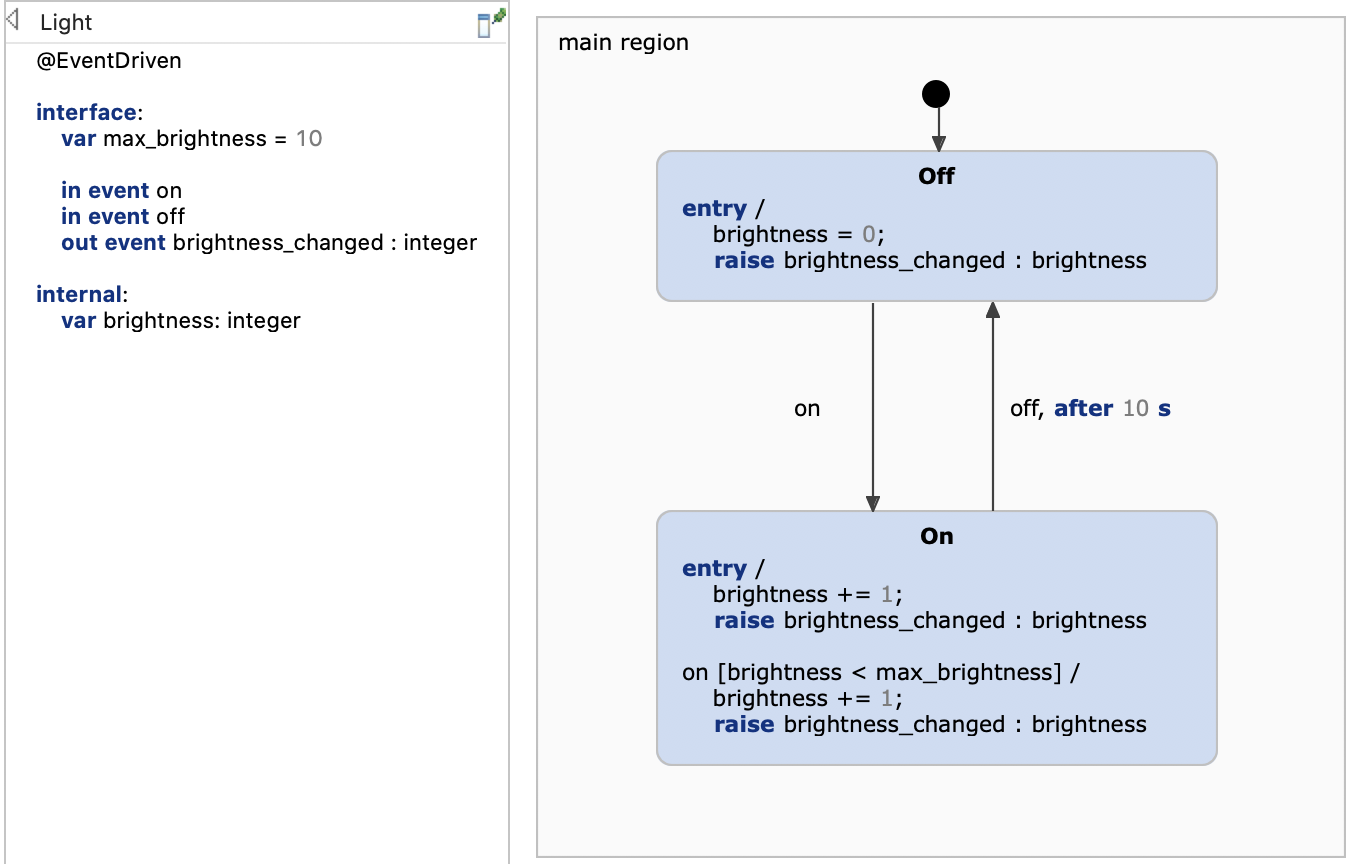 Light
@EventDriven
interface:
var max_brightness = 10
in event on
in event off
out event brightness_changed : integer
internal:
var brightness: integer
main region
Off
entry /
brightness = 0;
raise brightness_changed : brightness
on
off, after 10 s
On
entry /
brightness += 1;
raise brightness_changed : brightness
on [brightness < max_brightness] /
brightness += 1;
raise brightness_changed : brightness